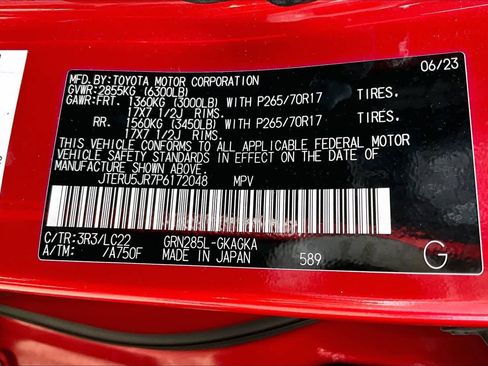 06/23
MFD.BY:TOYOTA MOTOR CORPORATION
GVWR:2855KG (6300LB)
GAWR:FRT. 1360KG (3000LB) WITH P265/70R17 TIRES,
17X7 1/2J RIMS.
RR. 1560KG (3450LB) WITH P265/70R17 TIRES,
17X7 1/2J RIMS.
THIS VEHICLE CONFORMS TO ALL APPLICABLE FEDERAL MOTOR
VEHICLE SAFETY STANDARDS IN EFFECT ON THE DATE OF
MANUFACTURE SHOWN ABOVE.
JTERU5JR7P6172048 MPV
C/TR:3R3/LC22 GRN285L-GKAGKA
A/TM: /A750F MADE IN JAPAN 589 G